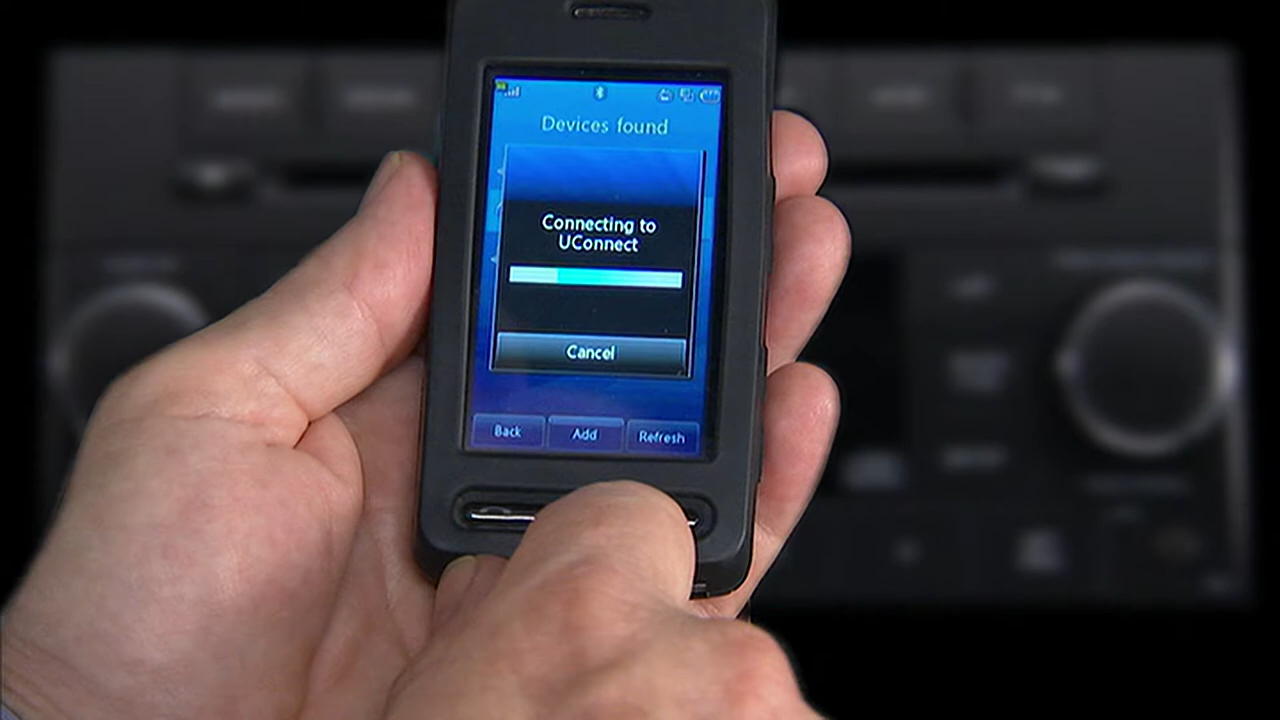 Devices found
Connecting to
UConnect
Cancel
Back
Add
Refresh